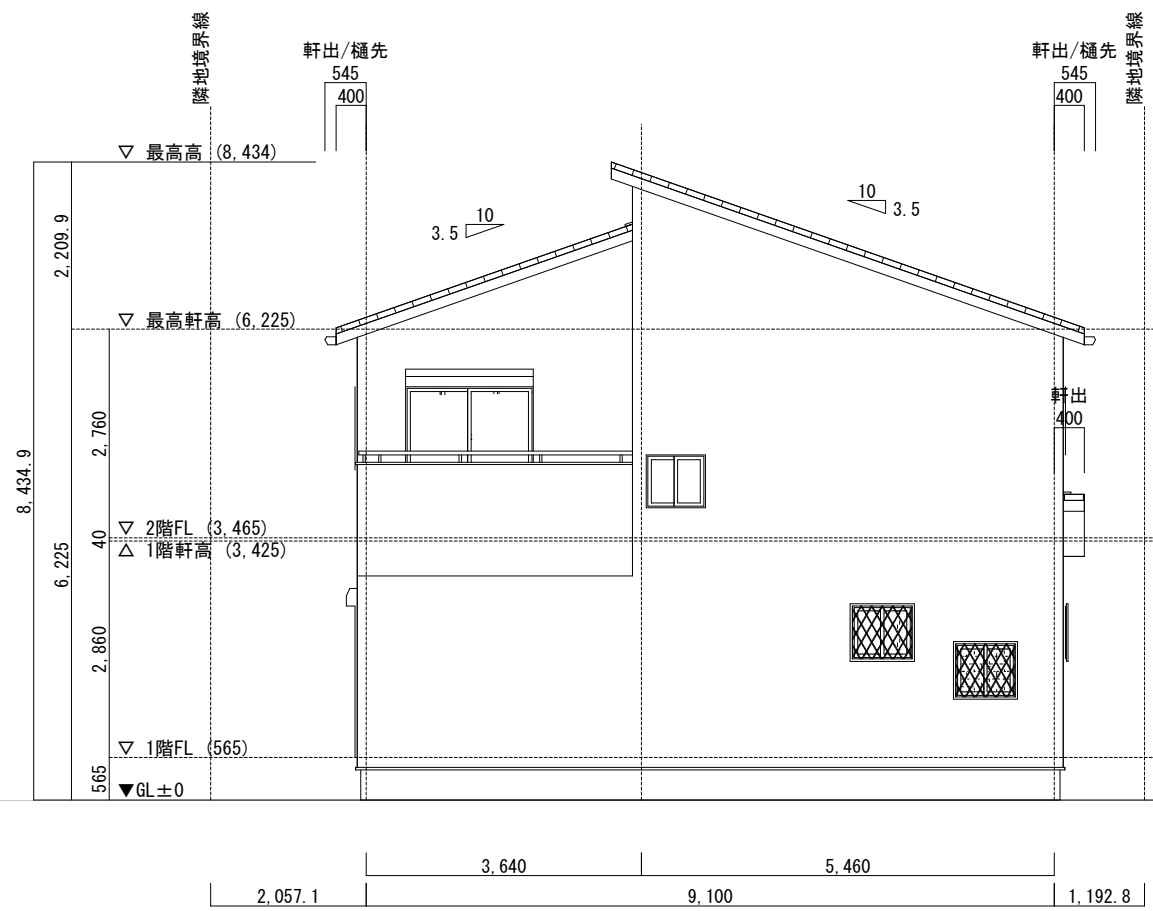 隣地境界線
軒出/樋先
545
400
軒出/樋先
545
400
隣地境界線
▽ 最高高 (8,434)
10
3.5
10
3.5
2,209.9
▽ 最高軒高 (6,225)
軒出
400
2,760
8,434.9
▽ 2階FL (3,465)
40
△ 1階軒高 (3,425)
6,225
2,860
▽ 1階FL (565)
565
▼GL±0
3,640
5,460
2,057.1
9,100
1,192.8